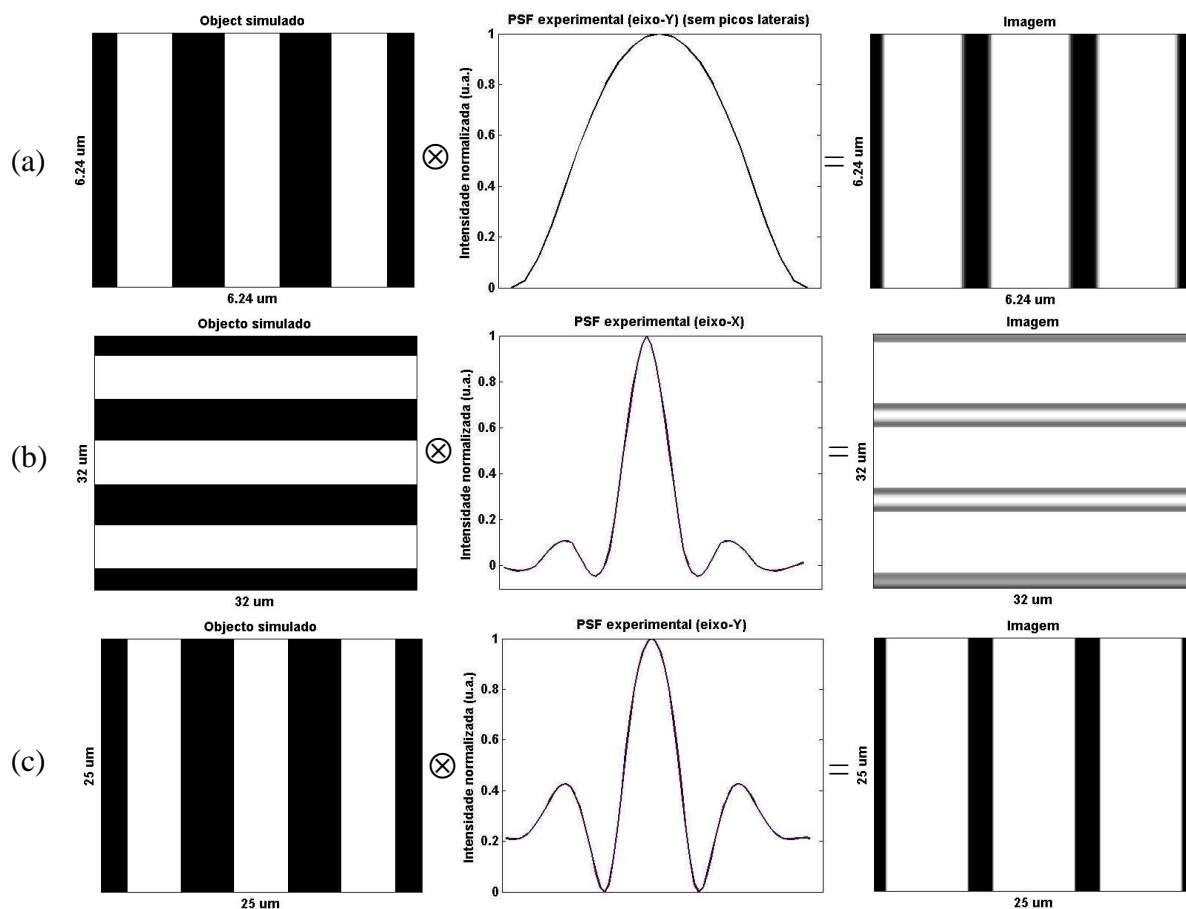 Object simulado
PSF experimental (eixo-Y) (sem picos laterais)
Imagem
(a)
6.24 um
6.24 um
⊗
Intensidade normalizada (u.a.)
1
0.8
0.6
0.4
0.2
0
=
6.24 um
6.24 um
Objecto simulado
PSF experimental (eixo-X)
Imagem
(b)
32 um
32 um
⊗
Intensidade normalizada (u.a.)
1
0.8
0.6
0.4
0.2
0
=
32 um
32 um
Objecto simulado
PSF experimental (eixo-Y)
Imagem
(c)
25 um
25 um
⊗
Intensidade normalizada (u.a.)
1
0.8
0.6
0.4
0.2
0
=
25 um
25 um